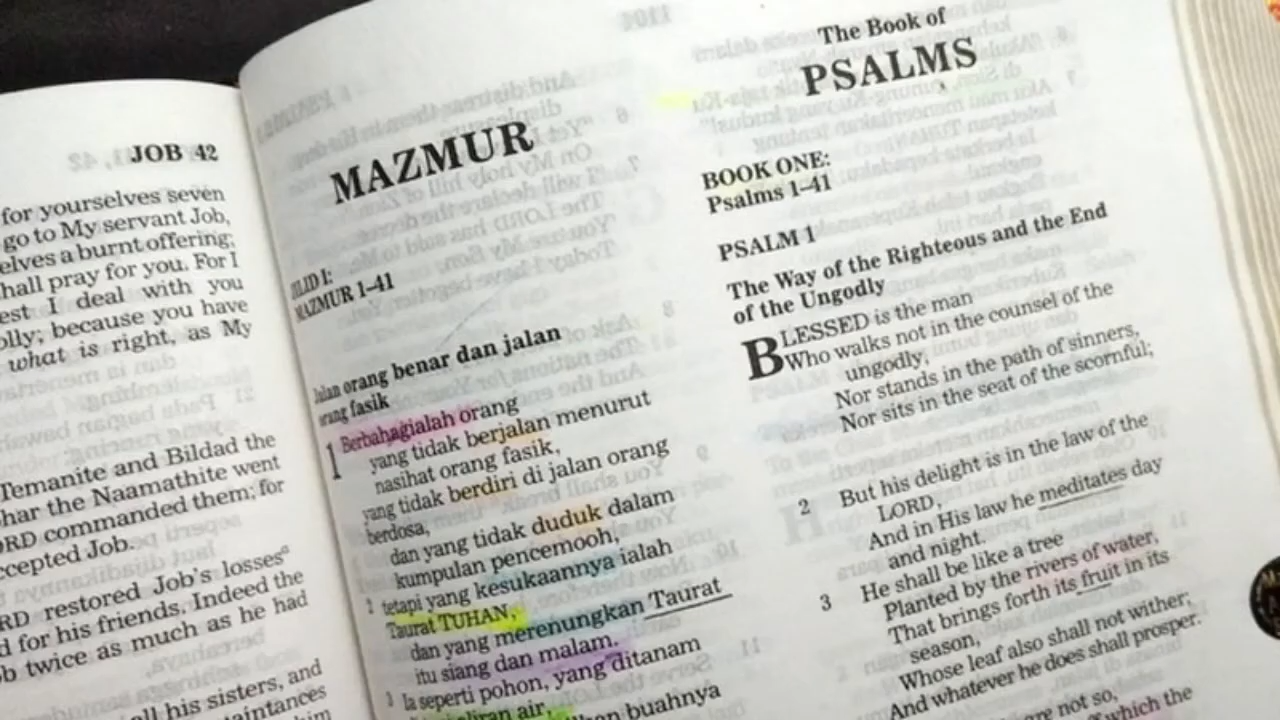 JOB 42
for yourselves seven
go to My servant Job,
elves a burnt offering;
hall pray for you. For I
est I deal with you
olly; because you have
what is right, as My
Temanite and Bildad the
har the Naamathite went
ORD commanded them; for
ccepted Job.
RD restored Job's losses
d for his friends. Indeed the
b twice as much as he had
all his sisters, and
MAZMUR
JILID I:
MAZMUR 1–41
Jalan orang benar dan jalan
orang fasik
1 Berbahagialah orang
yang tidak berjalan menurut
nasihat orang fasik,
yang tidak berdiri di jalan orang
berdosa,
dan yang tidak duduk dalam
kumpulan pencemooh,
2 tetapi yang kesukaannya ialah
Taurat TUHAN,
dan yang merenungkan Taurat
itu siang dan malam.
3 Ia seperti pohon, yang ditanam
aliran air,
buahnya
The Book of
PSALMS
BOOK ONE:
Psalms 1–41
PSALM 1
The Way of the Righteous and the End
of the Ungodly
BLESSED is the man
Who walks not in the counsel of the
ungodly,
Nor stands in the path of sinners,
Nor sits in the seat of the scornful;
2 But his delight is in the law of the
LORD,
And in His law he meditates day
and night.
3 He shall be like a tree
Planted by the rivers of water,
That brings forth its fruit in its
season,
Whose leaf also shall not wither;
And whatever he does shall prosper.
are not so,
which the